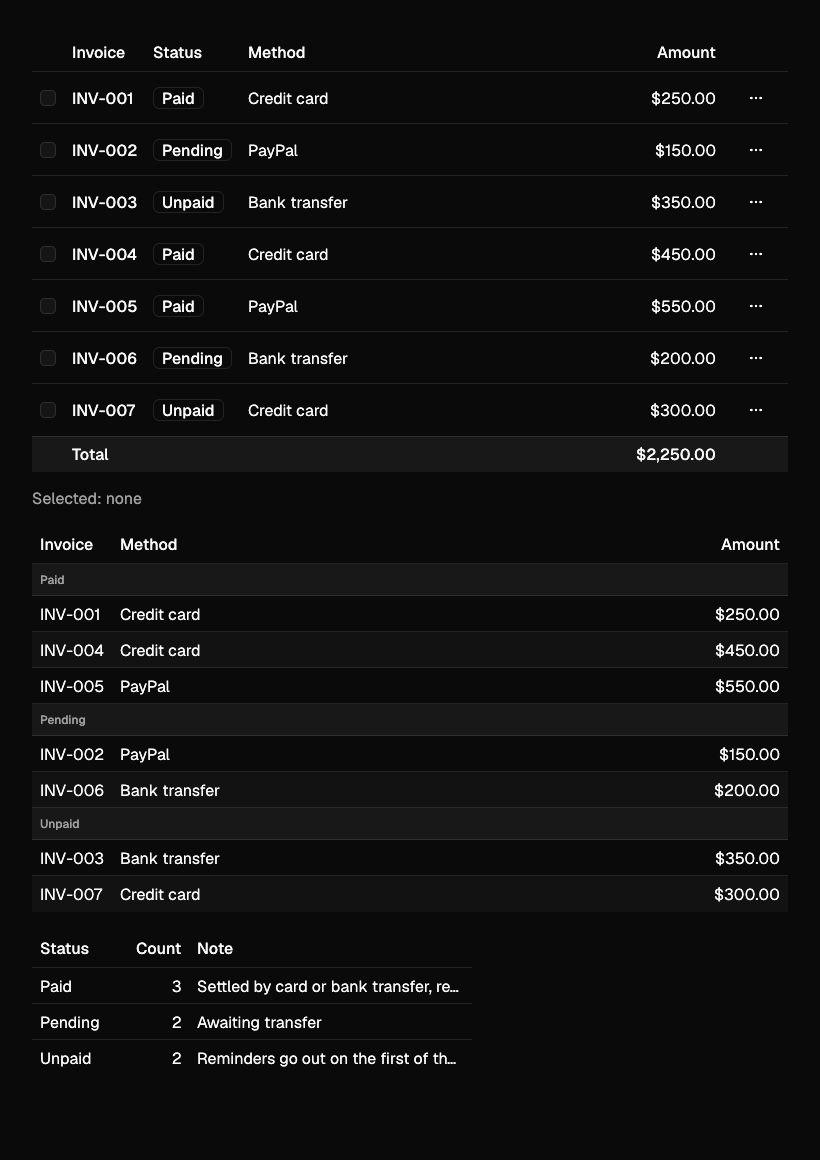 Invoice Status Method Amount
INV-001 Paid Credit card $250.00 ···
INV-002 Pending PayPal $150.00 ···
INV-003 Unpaid Bank transfer $350.00 ···
INV-004 Paid Credit card $450.00 ···
INV-005 Paid PayPal $550.00 ···
INV-006 Pending Bank transfer $200.00 ···
INV-007 Unpaid Credit card $300.00 ···
Total $2,250.00
Selected: none
Invoice Method Amount
Paid
INV-001 Credit card $250.00
INV-004 Credit card $450.00
INV-005 PayPal $550.00
Pending
INV-002 PayPal $150.00
INV-006 Bank transfer $200.00
Unpaid
INV-003 Bank transfer $350.00
INV-007 Credit card $300.00
Status Count Note
Paid 3 Settled by card or bank transfer, re...
Pending 2 Awaiting transfer
Unpaid 2 Reminders go out on the first of th...